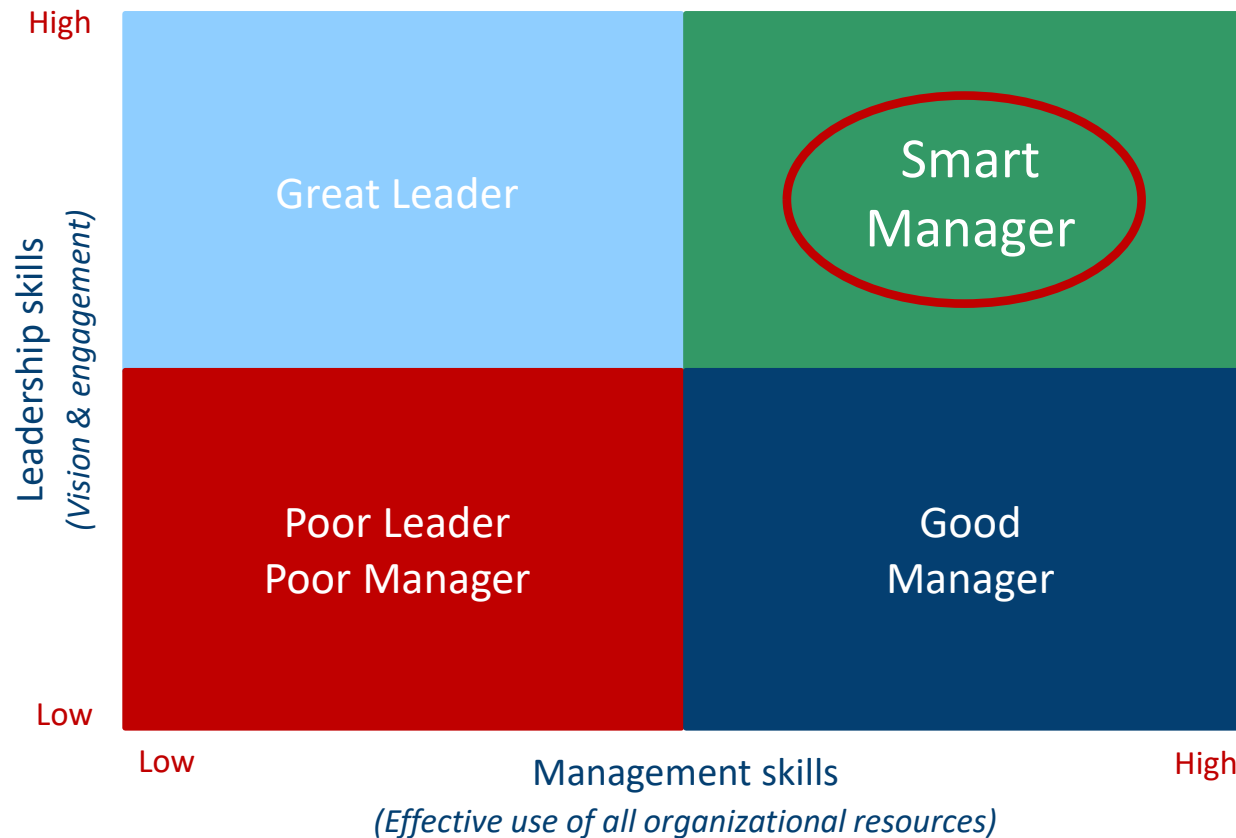 High
Great Leader
Smart
Manager
Leadership skills
(Vision & engagement)
Poor Leader
Poor Manager
Good
Manager
Low
Low
Management skills
High
(Effective use of all organizational resources)